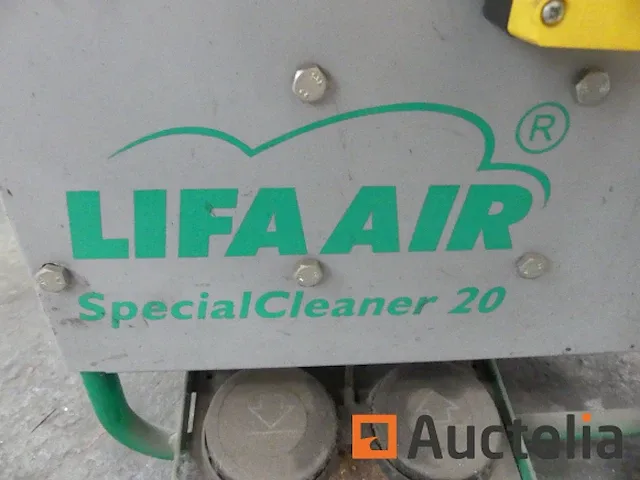 ®
LIFA AIR
SpecialCleaner 20
Auctelia